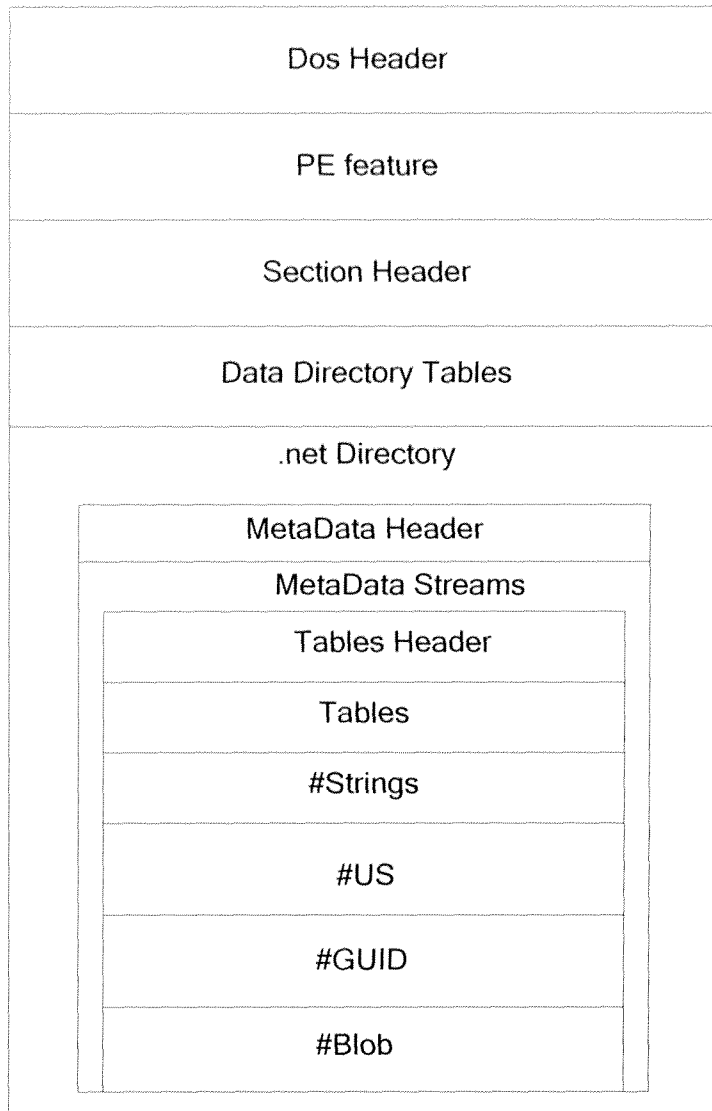 Dos Header
PE feature
Section Header
Data Directory Tables
.net Directory
MetaData Header
MetaData Streams
Tables Header
Tables
#Strings
#US
#GUID
#Blob